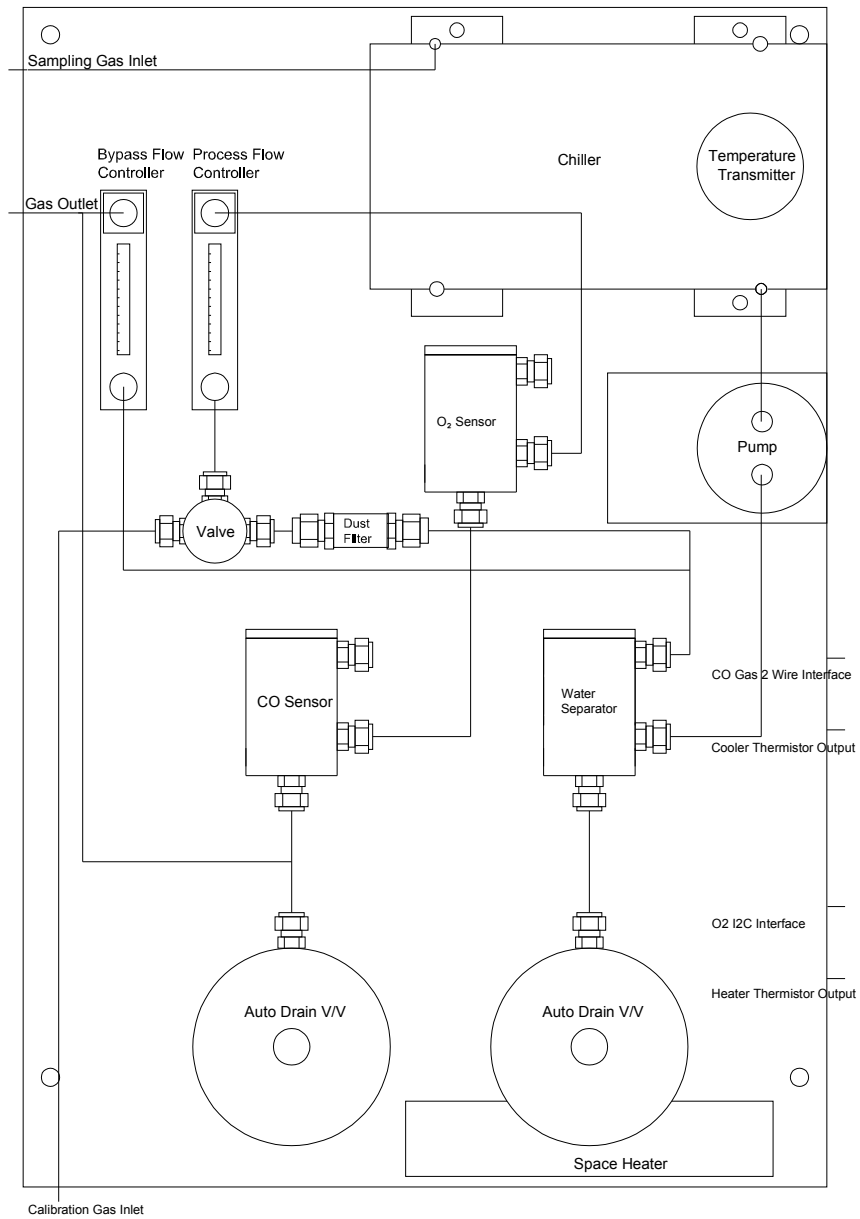 Sampling Gas Inlet
Bypass Flow
Controller
Process Flow
Controller
Chiller
Temperature
Transmitter
Gas Outlet
O₂ Sensor
Pump
Valve
Dust
Filter
CO Sensor
Water
Separator
CO Gas 2 Wire Interface
Cooler Thermistor Output
O2 I2C Interface
Heater Thermistor Output
Auto Drain V/V
Auto Drain V/V
Space Heater
Calibration Gas Inlet